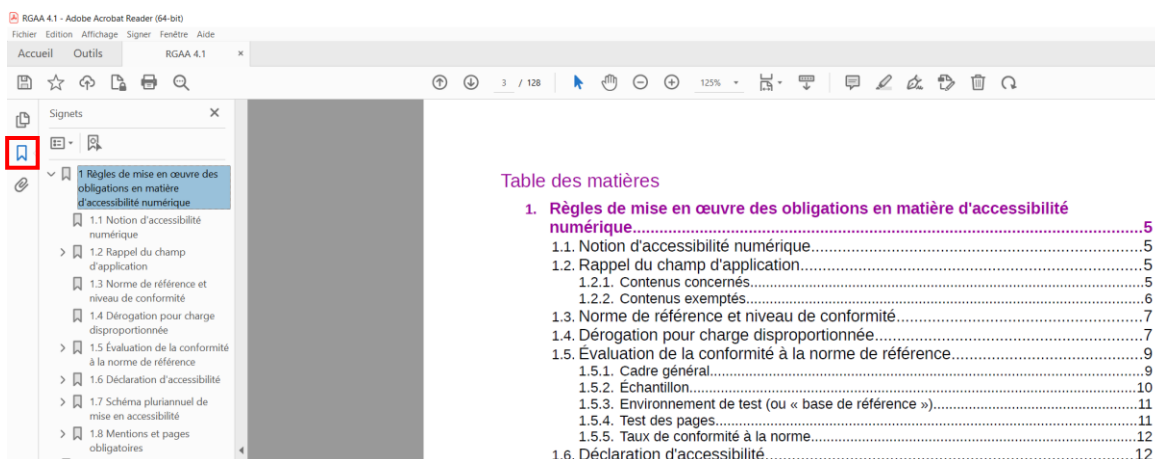 RGAA 4.1 - Adobe Acrobat Reader (64-bit)
Fichier Edition Affichage Signer Fenêtre Aide
Accueil Outils RGAA 4.1 ×
3 / 128 125%
Signets ×
1 Règles de mise en œuvre des
obligations en matière
d'accessibilité numérique
1.1 Notion d'accessibilité
numérique
1.2 Rappel du champ
d'application
1.3 Norme de référence et
niveau de conformité
1.4 Dérogation pour charge
disproportionnée
1.5 Évaluation de la conformité
à la norme de référence
1.6 Déclaration d'accessibilité
1.7 Schéma pluriannuel de
mise en accessibilité
1.8 Mentions et pages
obligatoires
Table des matières
1. Règles de mise en œuvre des obligations en matière d'accessibilité
numérique.....5
1.1. Notion d'accessibilité numérique.....5
1.2. Rappel du champ d'application.....5
1.2.1. Contenus concernés.....5
1.2.2. Contenus exemptés.....6
1.3. Norme de référence et niveau de conformité.....7
1.4. Dérogation pour charge disproportionnée.....7
1.5. Évaluation de la conformité à la norme de référence.....9
1.5.1. Cadre général.....9
1.5.2. Échantillon.....10
1.5.3. Environnement de test (ou « base de référence »).....11
1.5.4. Test des pages.....11
1.5.5. Taux de conformité à la norme.....12
1.6. Déclaration d'accessibilité.....12